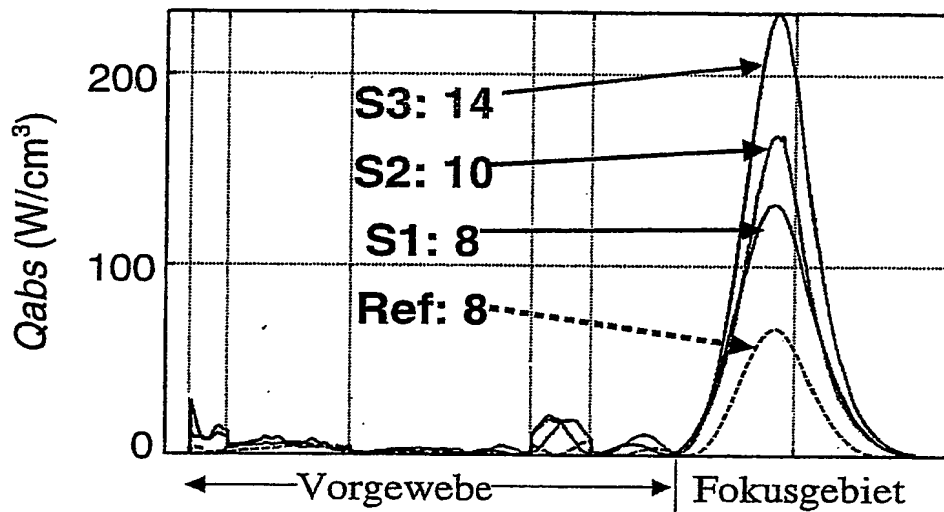 200
100
0
Qabs (W/cm³)
S3: 14
S2: 10
S1: 8
Ref: 8
Vorgewebe
Fokusgebiet